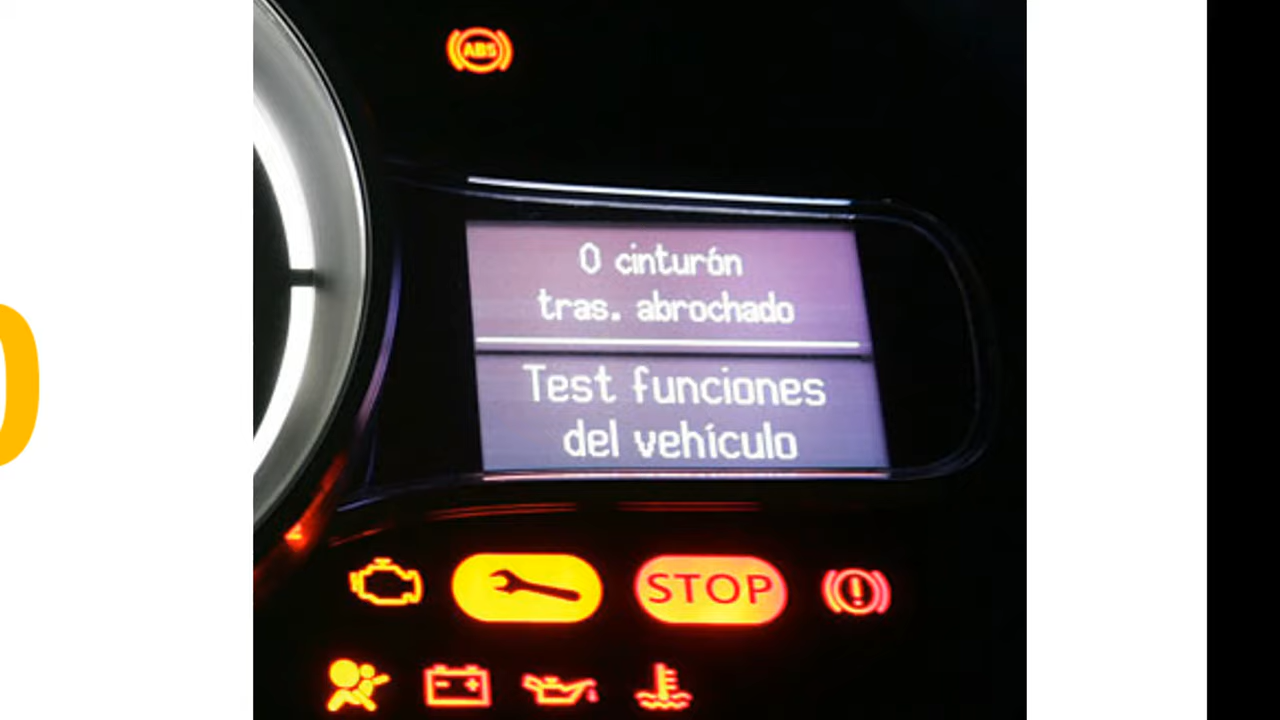 ABS
0 cinturón
tras. abrochado
Test funciones
del vehículo
STOP